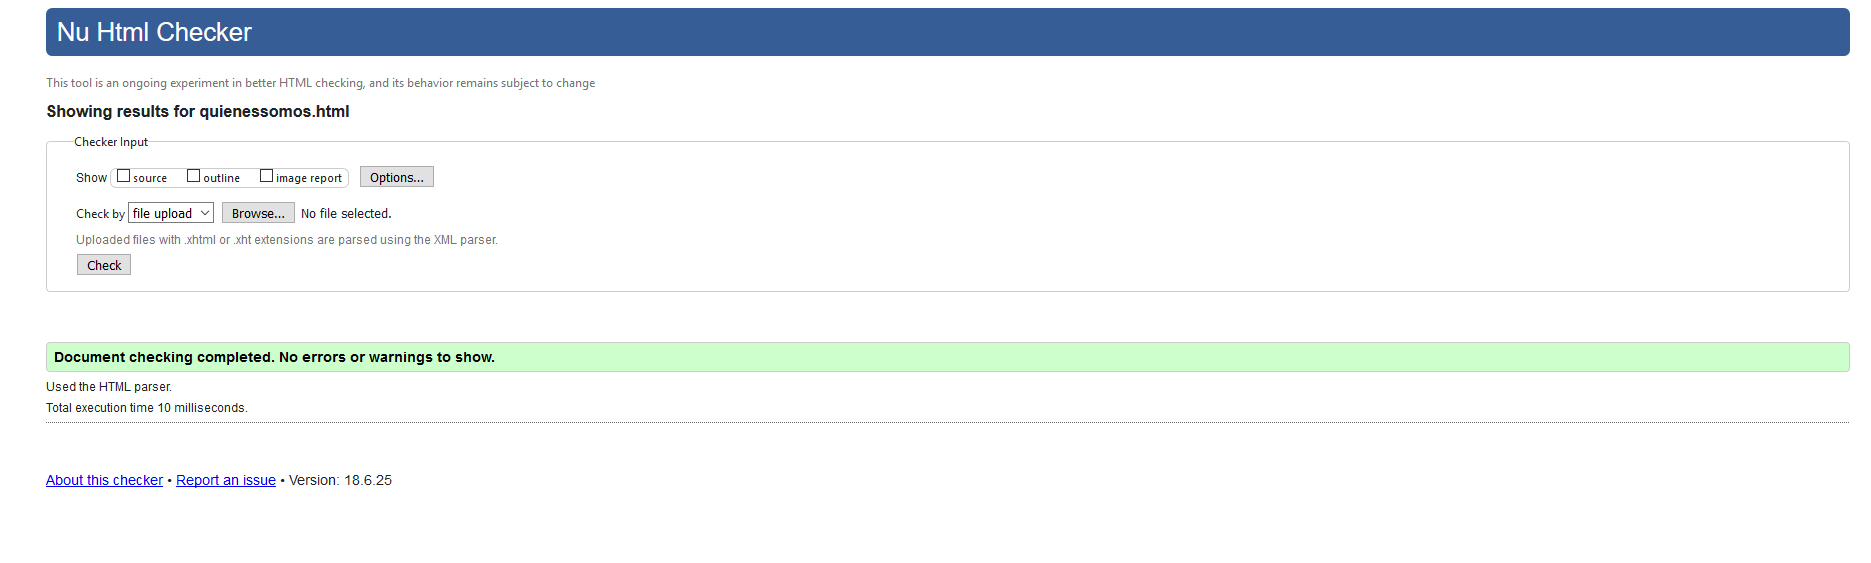 Nu Html Checker
This tool is an ongoing experiment in better HTML checking, and its behavior remains subject to change
Showing results for quienessomos.html
Checker Input
Show source outline image report Options...
Check by file upload Browse... No file selected.
Uploaded files with .xhtml or .xht extensions are parsed using the XML parser.
Check
Document checking completed. No errors or warnings to show.
Used the HTML parser.
Total execution time 10 milliseconds.
About this checker • Report an issue • Version: 18.6.25